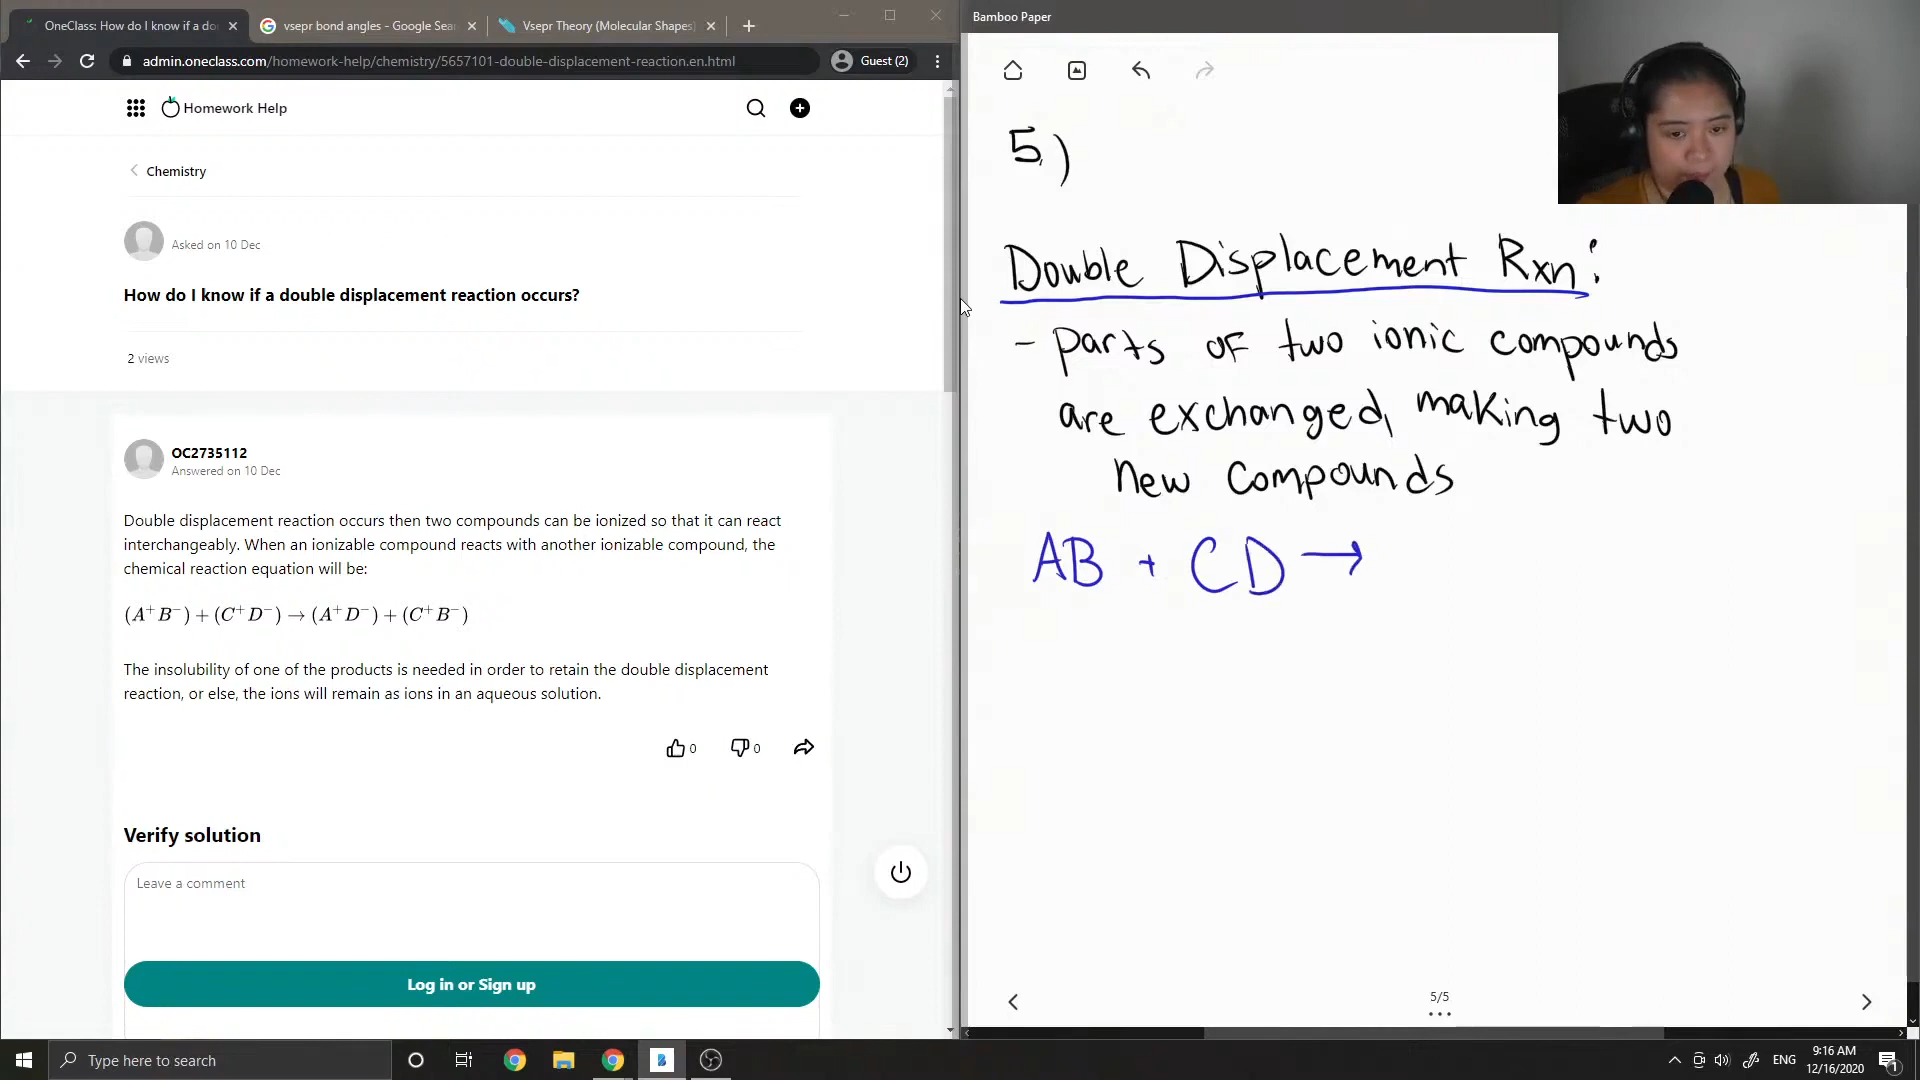 OneClass: How do I know if a do
vsepr bond angles - Google Sea
Vsepr Theory (Molecular Shapes)
admin.oneclass.com/homework-help/chemistry/5657101-double-displacement-reaction.en.html
Guest (2)
Homework Help
Chemistry
Asked on 10 Dec
How do I know if a double displacement reaction occurs?
2 views
OC2735112
Answered on 10 Dec
Double displacement reaction occurs then two compounds can be ionized so that it can react
interchangeably. When an ionizable compound reacts with another ionizable compound, the
chemical reaction equation will be:
(A⁺B⁻) + (C⁺D⁻) → (A⁺D⁻) + (C⁺B⁻)
The insolubility of one of the products is needed in order to retain the double displacement
reaction, or else, the ions will remain as ions in an aqueous solution.
0
0
Verify solution
Leave a comment
Log in or Sign up
Bamboo Paper
5.)
Double Displacement Rxn:
- parts of two ionic compounds
are exchanged, making two
new compounds
AB + CD →
5/5
Type here to search
ENG
9:16 AM
12/16/2020
1